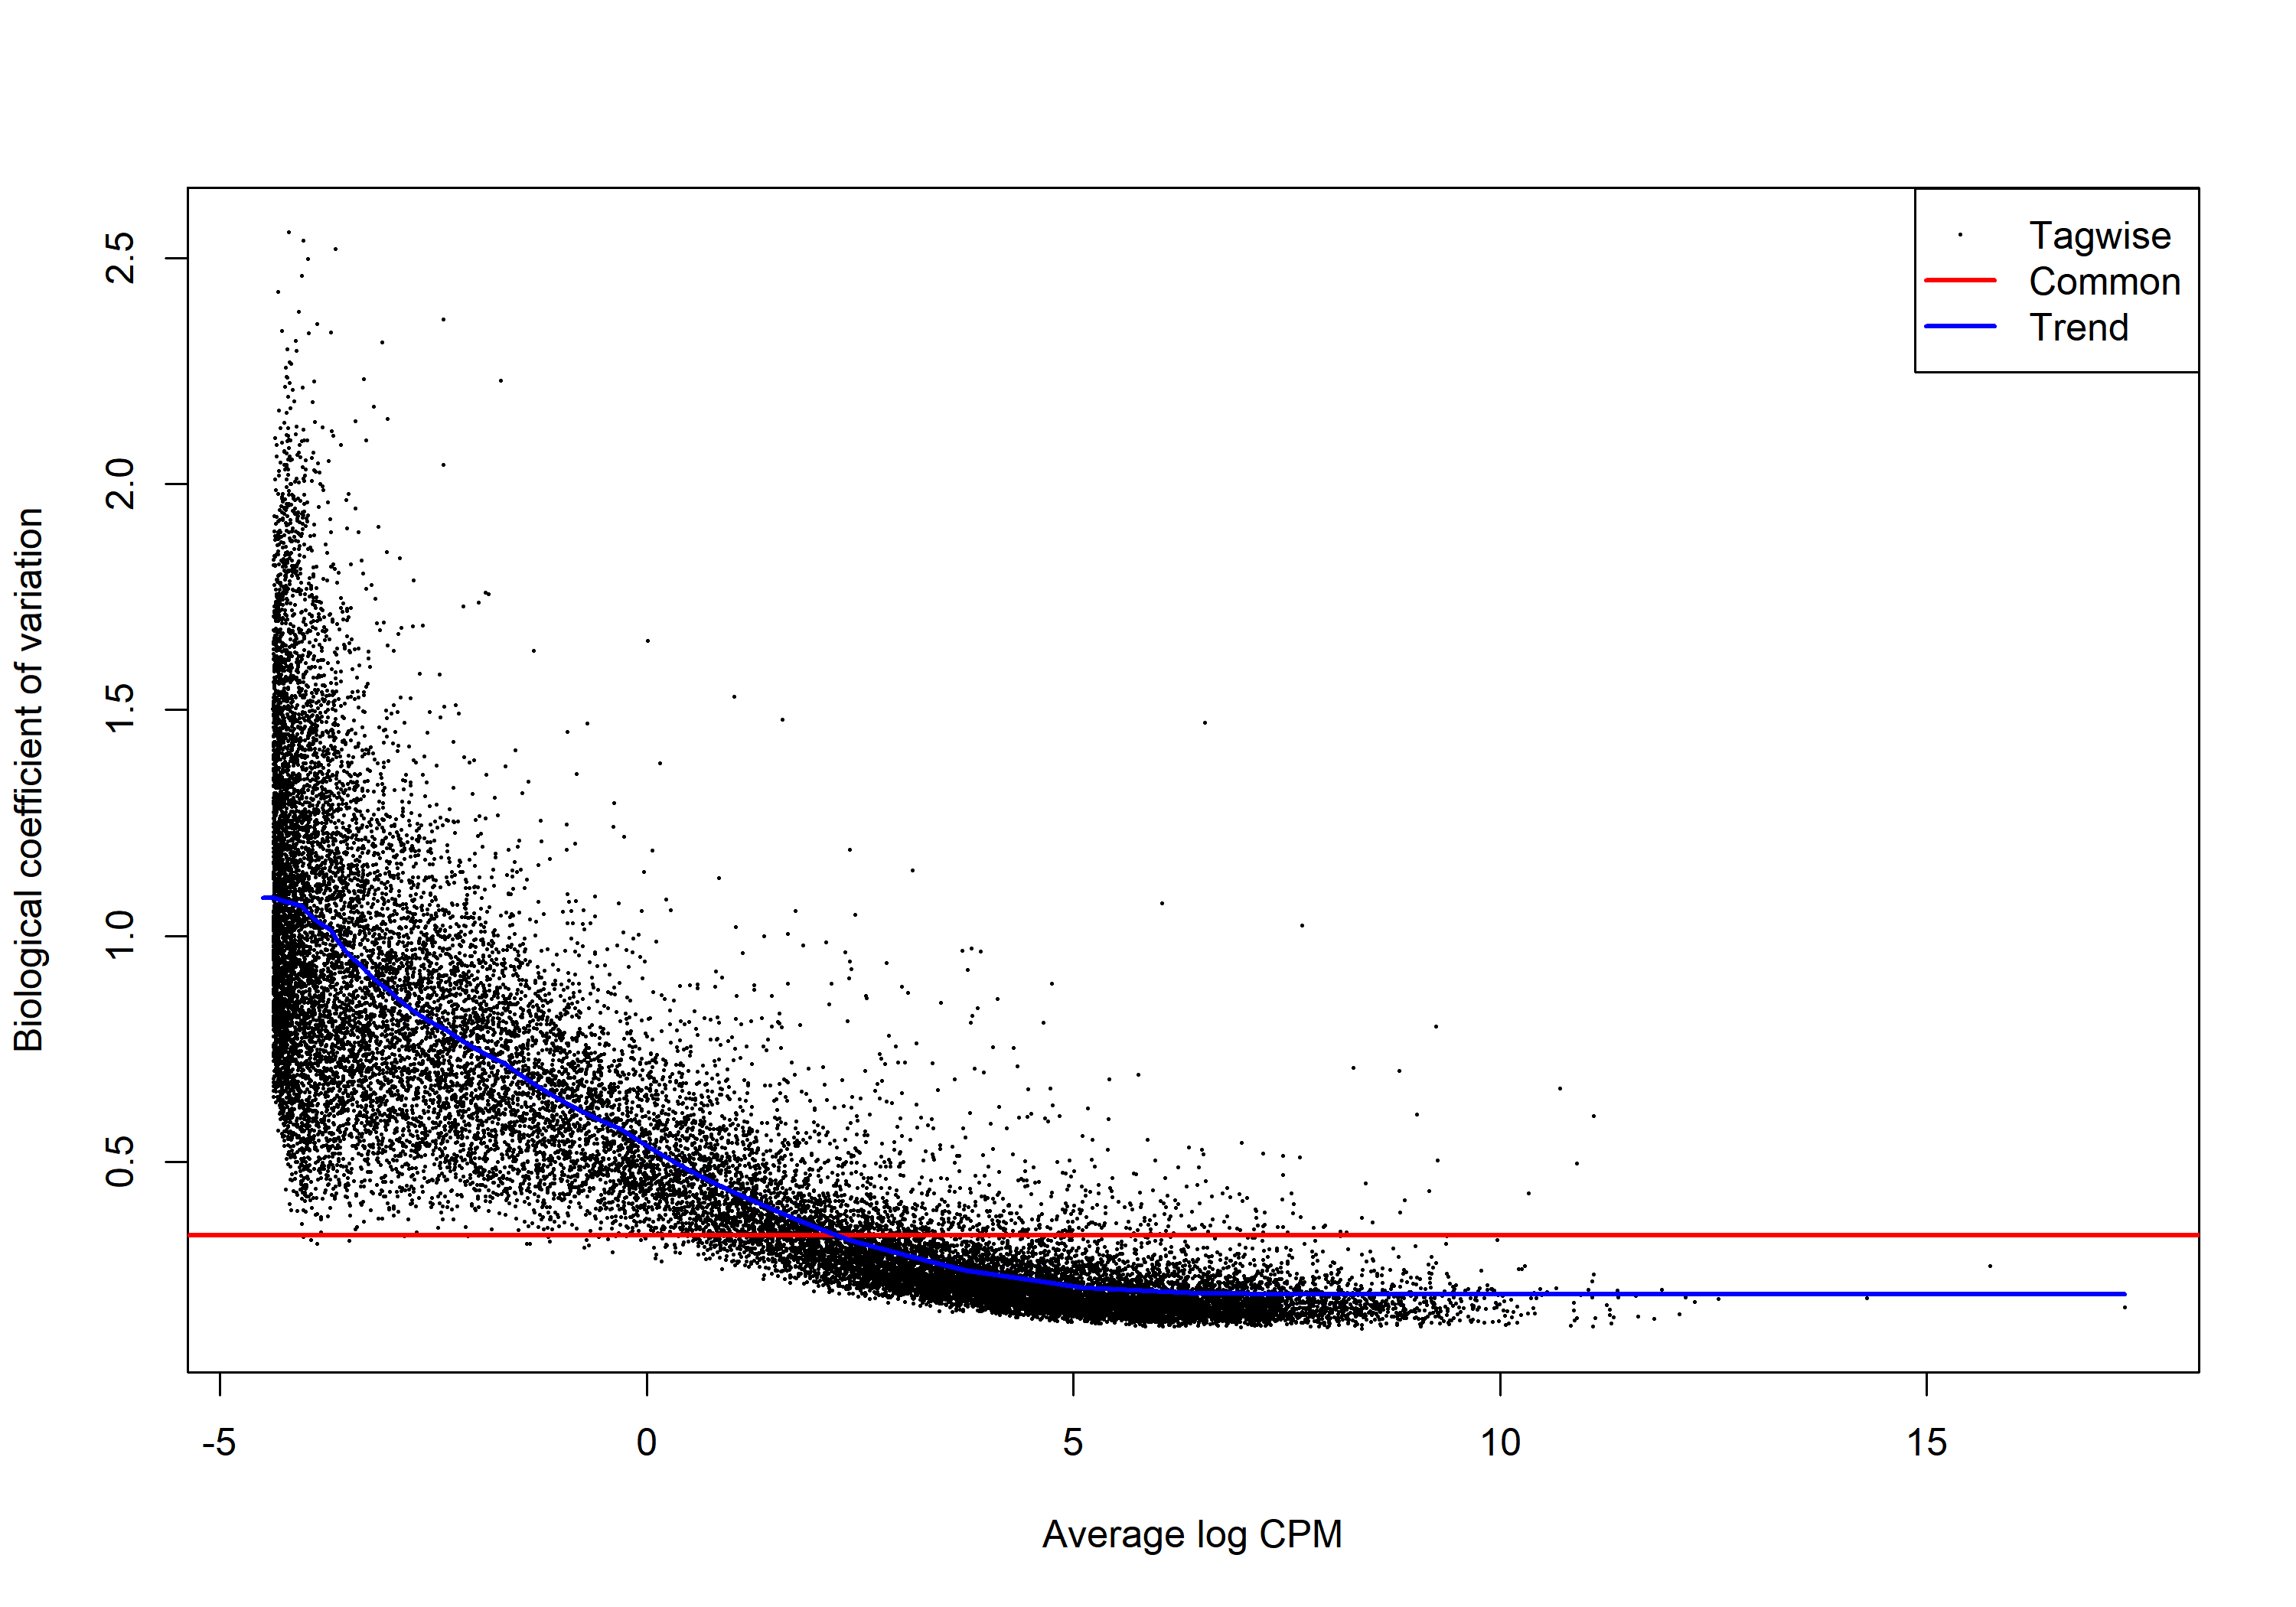 Tagwise
Common
Trend
Biological coefficient of variation
2.5
2.0
1.5
1.0
0.5
-5 0 5 10 15
Average log CPM